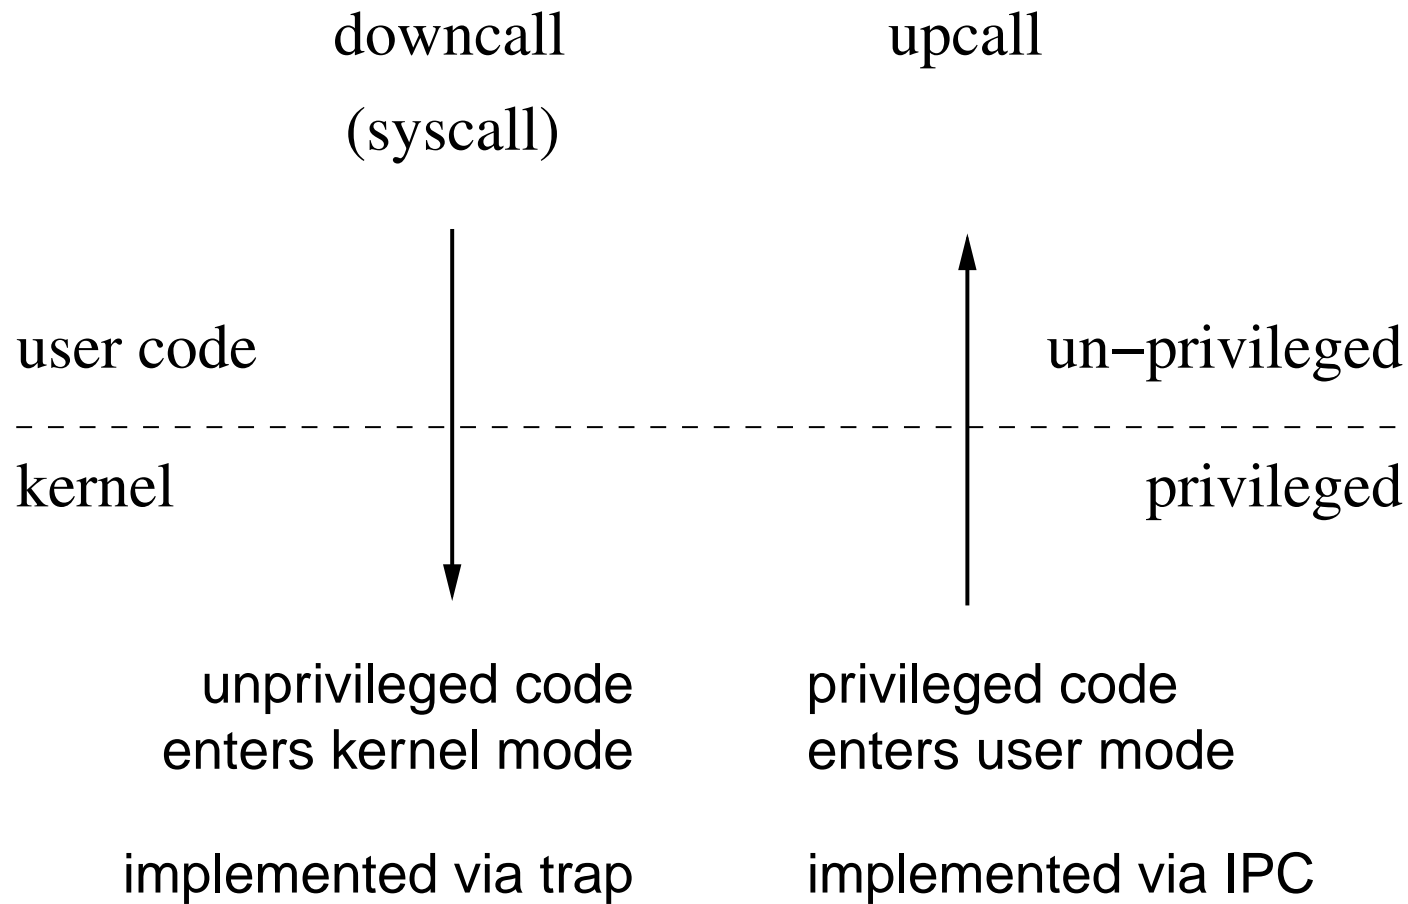 downcall
(syscall)
upcall
user code
un−privileged
kernel
privileged
unprivileged code
enters kernel mode
implemented via trap
privileged code
enters user mode
implemented via IPC